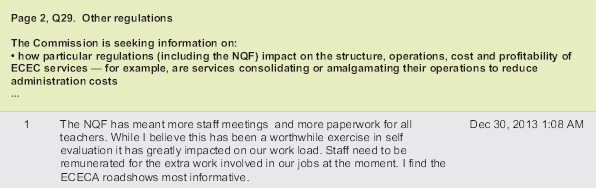 Page 2, Q29. Other regulations
The Commission is seeking information on:
• how particular regulations (including the NQF) impact on the structure, operations, cost and profitability of
ECEC services — for example, are services consolidating or amalgamating their operations to reduce
administration costs
...
1 The NQF has meant more staff meetings and more paperwork for all Dec 30, 2013 1:08 AM
teachers. While I believe this has been a worthwhile exercise in self
evaluation it has greatly impacted on our work load. Staff need to be
remunerated for the extra work involved in our jobs at the moment. I find the
ECECA roadshows most informative.